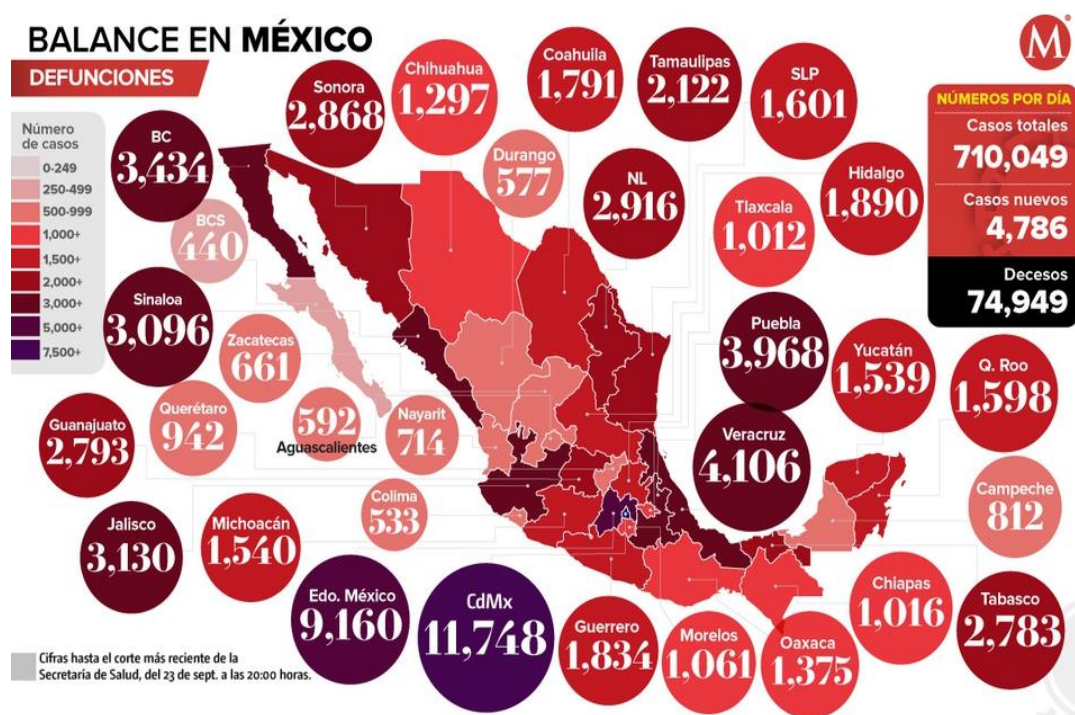 BALANCE EN MÉXICO
DEFUNCIONES
M
NÚMEROS POR DÍA
Casos totales
710,049
Casos nuevos
4,786
Decesos
74,949
Número
de casos
0-249
250-499
500-999
1,000+
1,500+
2,000+
3,000+
5,000+
7,500+
BC
3,434
BCS
440
Sonora
2,868
Chihuahua
1,297
Coahuila
1,791
Tamaulipas
2,122
SLP
1,601
Durango
577
NL
2,916
Tlaxcala
1,012
Hidalgo
1,890
Sinaloa
3,096
Zacatecas
661
Puebla
3,968
Yucatán
1,539
Q. Roo
1,598
Guanajuato
2,793
Querétaro
942
592
Aguascalientes
Nayarit
714
Veracruz
4,106
Campeche
812
Jalisco
3,130
Michoacán
1,540
Colima
533
Edo. México
9,160
CdMx
11,748
Guerrero
1,834
Morelos
1,061
Oaxaca
1,375
Chiapas
1,016
Tabasco
2,783
Cifras hasta el corte más reciente de la
Secretaría de Salud, del 23 de sept. a las 20:00 horas.